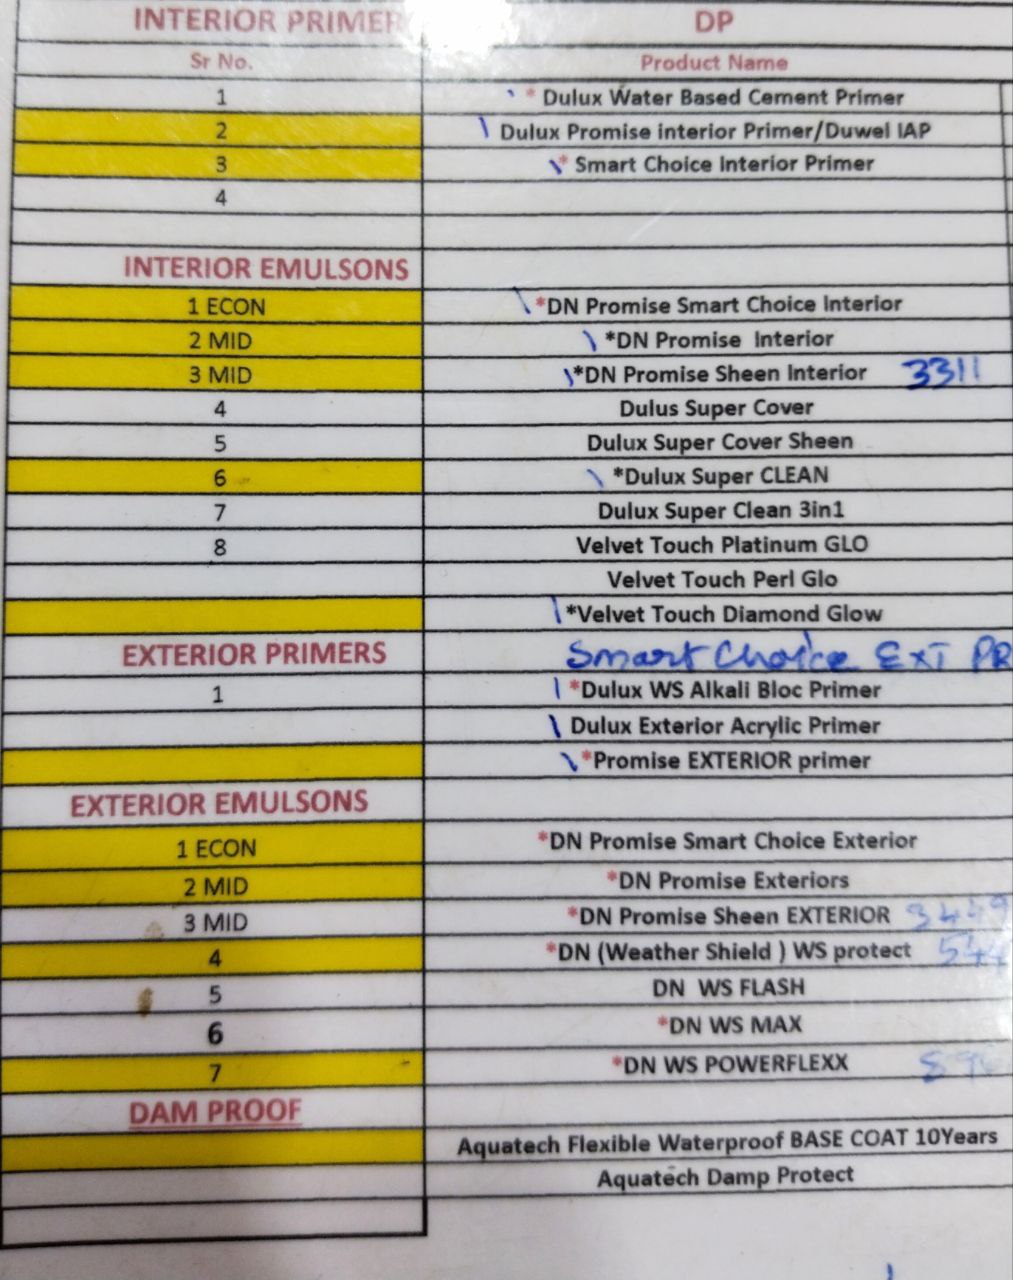 INTERIOR PRIMER DP
Sr No. Product Name
1 * Dulux Water Based Cement Primer
2 Dulux Promise interior Primer/Duwel IAP
3 * Smart Choice Interior Primer
4
INTERIOR EMULSONS
1 ECON *DN Promise Smart Choice Interior
2 MID *DN Promise Interior
3 MID *DN Promise Sheen Interior 3311
4 Dulus Super Cover
5 Dulux Super Cover Sheen
6 *Dulux Super CLEAN
7 Dulux Super Clean 3in1
8 Velvet Touch Platinum GLO
Velvet Touch Perl Glo
*Velvet Touch Diamond Glow
EXTERIOR PRIMERS Smart Choice EXT PR
1 *Dulux WS Alkali Bloc Primer
Dulux Exterior Acrylic Primer
*Promise EXTERIOR primer
EXTERIOR EMULSONS
1 ECON *DN Promise Smart Choice Exterior
2 MID *DN Promise Exteriors
3 MID *DN Promise Sheen EXTERIOR 3449
4 *DN (Weather Shield ) WS protect
5 DN WS FLASH
6 *DN WS MAX
7 *DN WS POWERFLEXX
DAM PROOF
Aquatech Flexible Waterproof BASE COAT 10Years
Aquatech Damp Protect